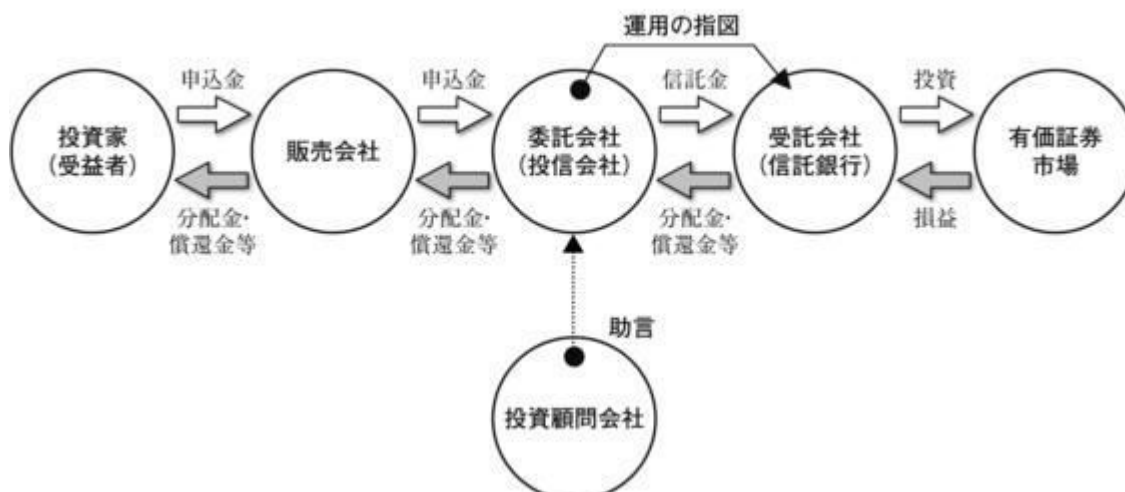 運用の指図
申込金
申込金
信託金
投資
投資家
(受益者)
販売会社
委託会社
(投信会社)
受託会社
(信託銀行)
有価証券
市場
分配金・
償還金等
分配金・
償還金等
分配金・
償還金等
損益
助言
投資顧問会社